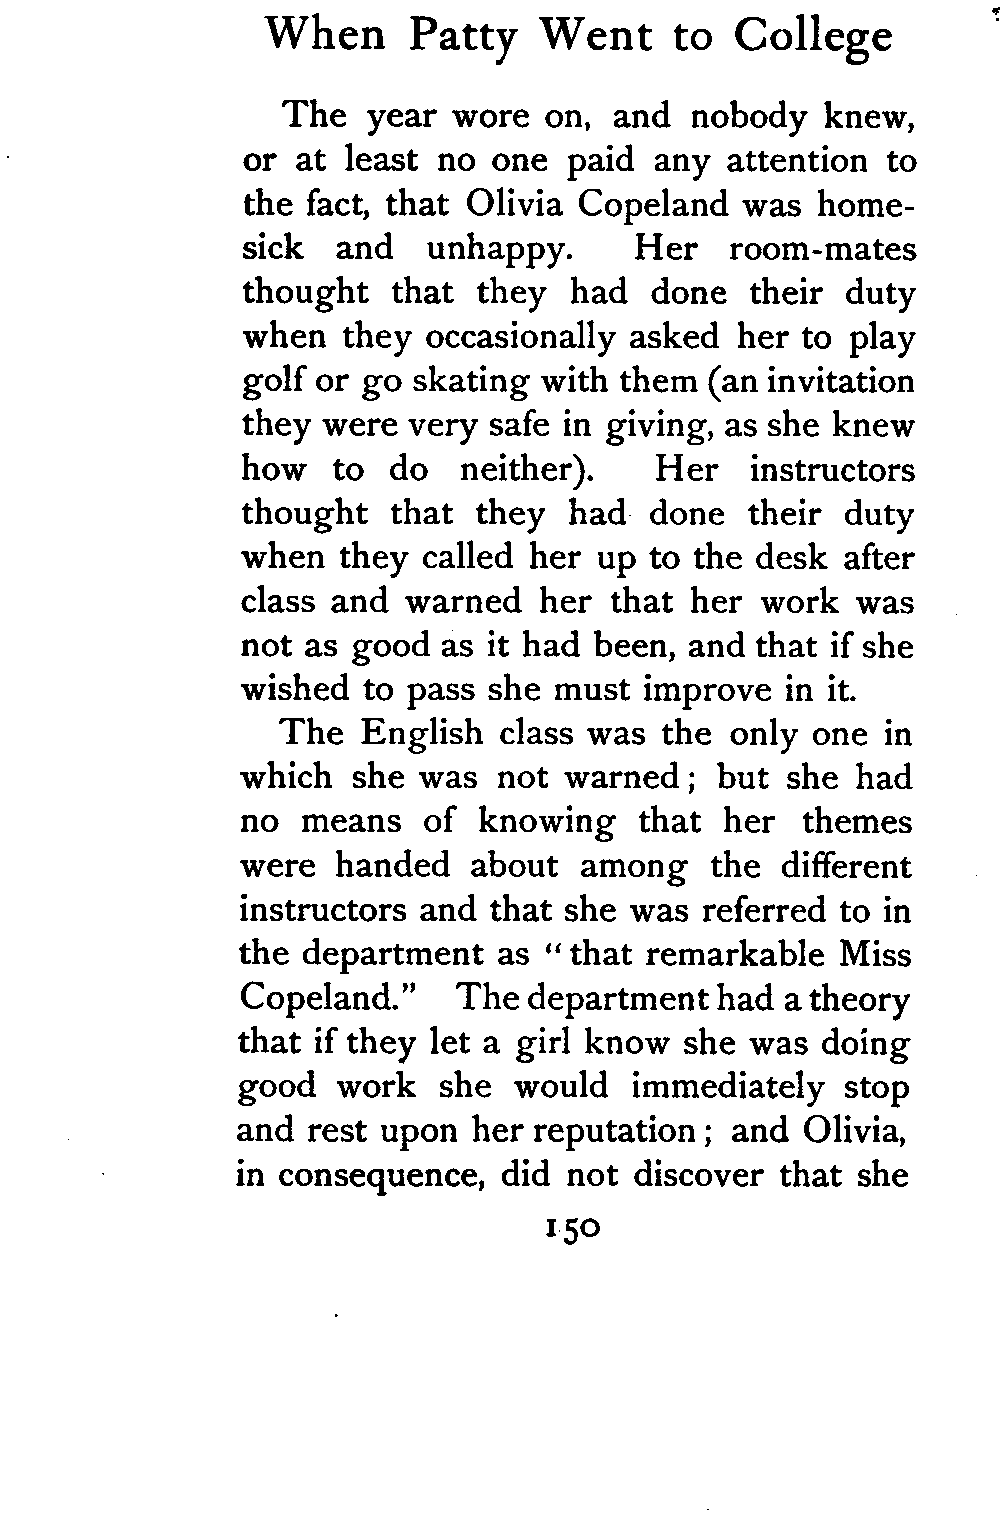 When Patty Went to College
The year wore on, and nobody knew,
or at least no one paid any attention to
the fact, that Olivia Copeland was home-
sick and unhappy. Her room-mates
thought that they had done their duty
when they occasionally asked her to play
golf or go skating with them (an invitation
they were very safe in giving, as she knew
how to do neither). Her instructors
thought that they had done their duty
when they called her up to the desk after
class and warned her that her work was
not as good as it had been, and that if she
wished to pass she must improve in it.
The English class was the only one in
which she was not warned; but she had
no means of knowing that her themes
were handed about among the different
instructors and that she was referred to in
the department as "that remarkable Miss
Copeland." The department had a theory
that if they let a girl know she was doing
good work she would immediately stop
and rest upon her reputation; and Olivia,
in consequence, did not discover that she
150